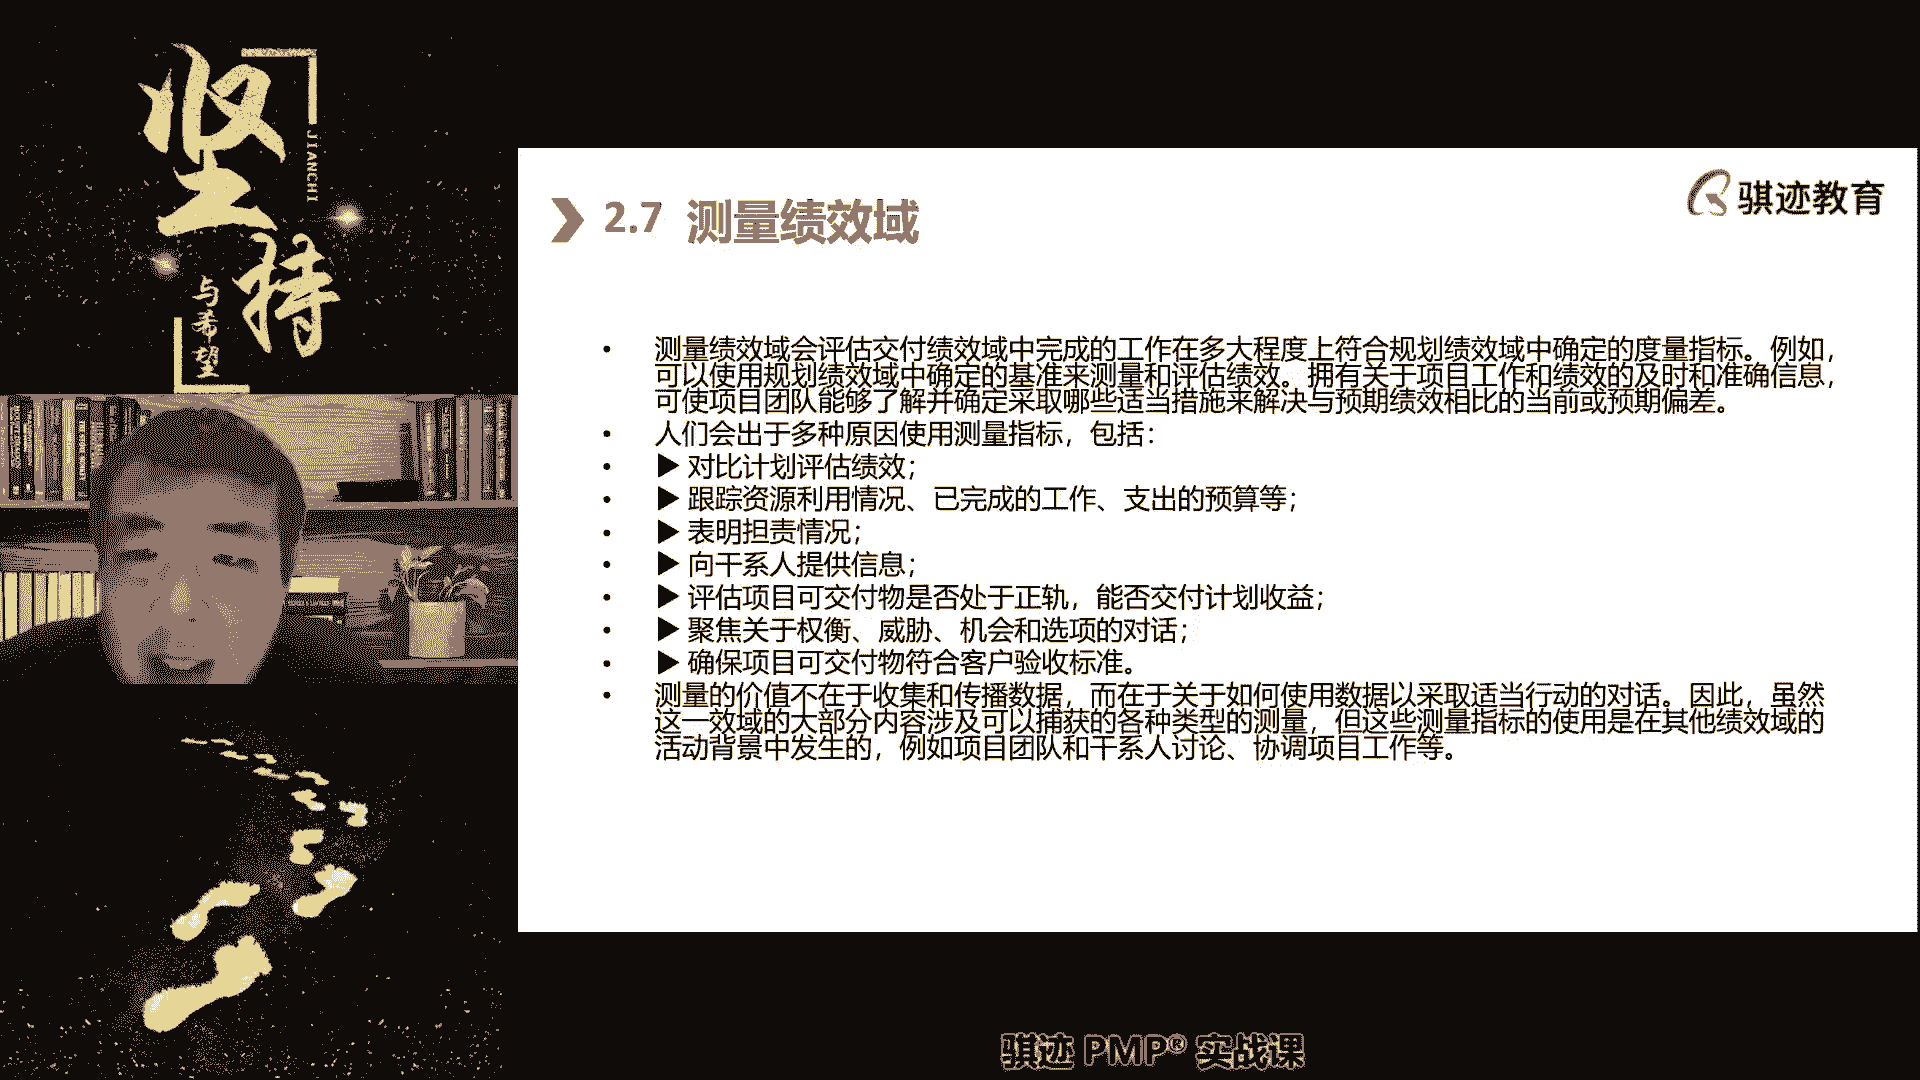 坚持
JIANCHI
与希望
骐迹教育
2.7 测量绩效域
• 测量绩效域会评估交付绩效域中完成的工作在多大程度上符合规划绩效域中确定的度量指标。例如，
可以使用规划绩效域中确定的基准来测量和评估绩效。拥有关于项目工作和绩效的及时和准确信息，
可使项目团队能够了解并确定采取哪些适当措施来解决与预期绩效相比的当前或预期偏差。
• 人们会出于多种原因使用测量指标，包括：
• ▶ 对比计划评估绩效；
• ▶ 跟踪资源利用情况、已完成的工作、支出的预算等；
• ▶ 表明担责情况；
• ▶ 向干系人提供信息；
• ▶ 评估项目可交付物是否处于正轨，能否交付计划收益；
• ▶ 聚焦关于权衡、威胁、机会和选项的对话；
• ▶ 确保项目可交付物符合客户验收标准。
• 测量的价值不在于收集和传播数据，而在于关于如何使用数据以采取适当行动的对话。因此，虽然
这一效域的大部分内容涉及可以捕获的各种类型的测量，但这些测量指标的使用是在其他绩效域的
活动背景中发生的，例如项目团队和干系人讨论、协调项目工作等。
骐迹 PMP® 实战课